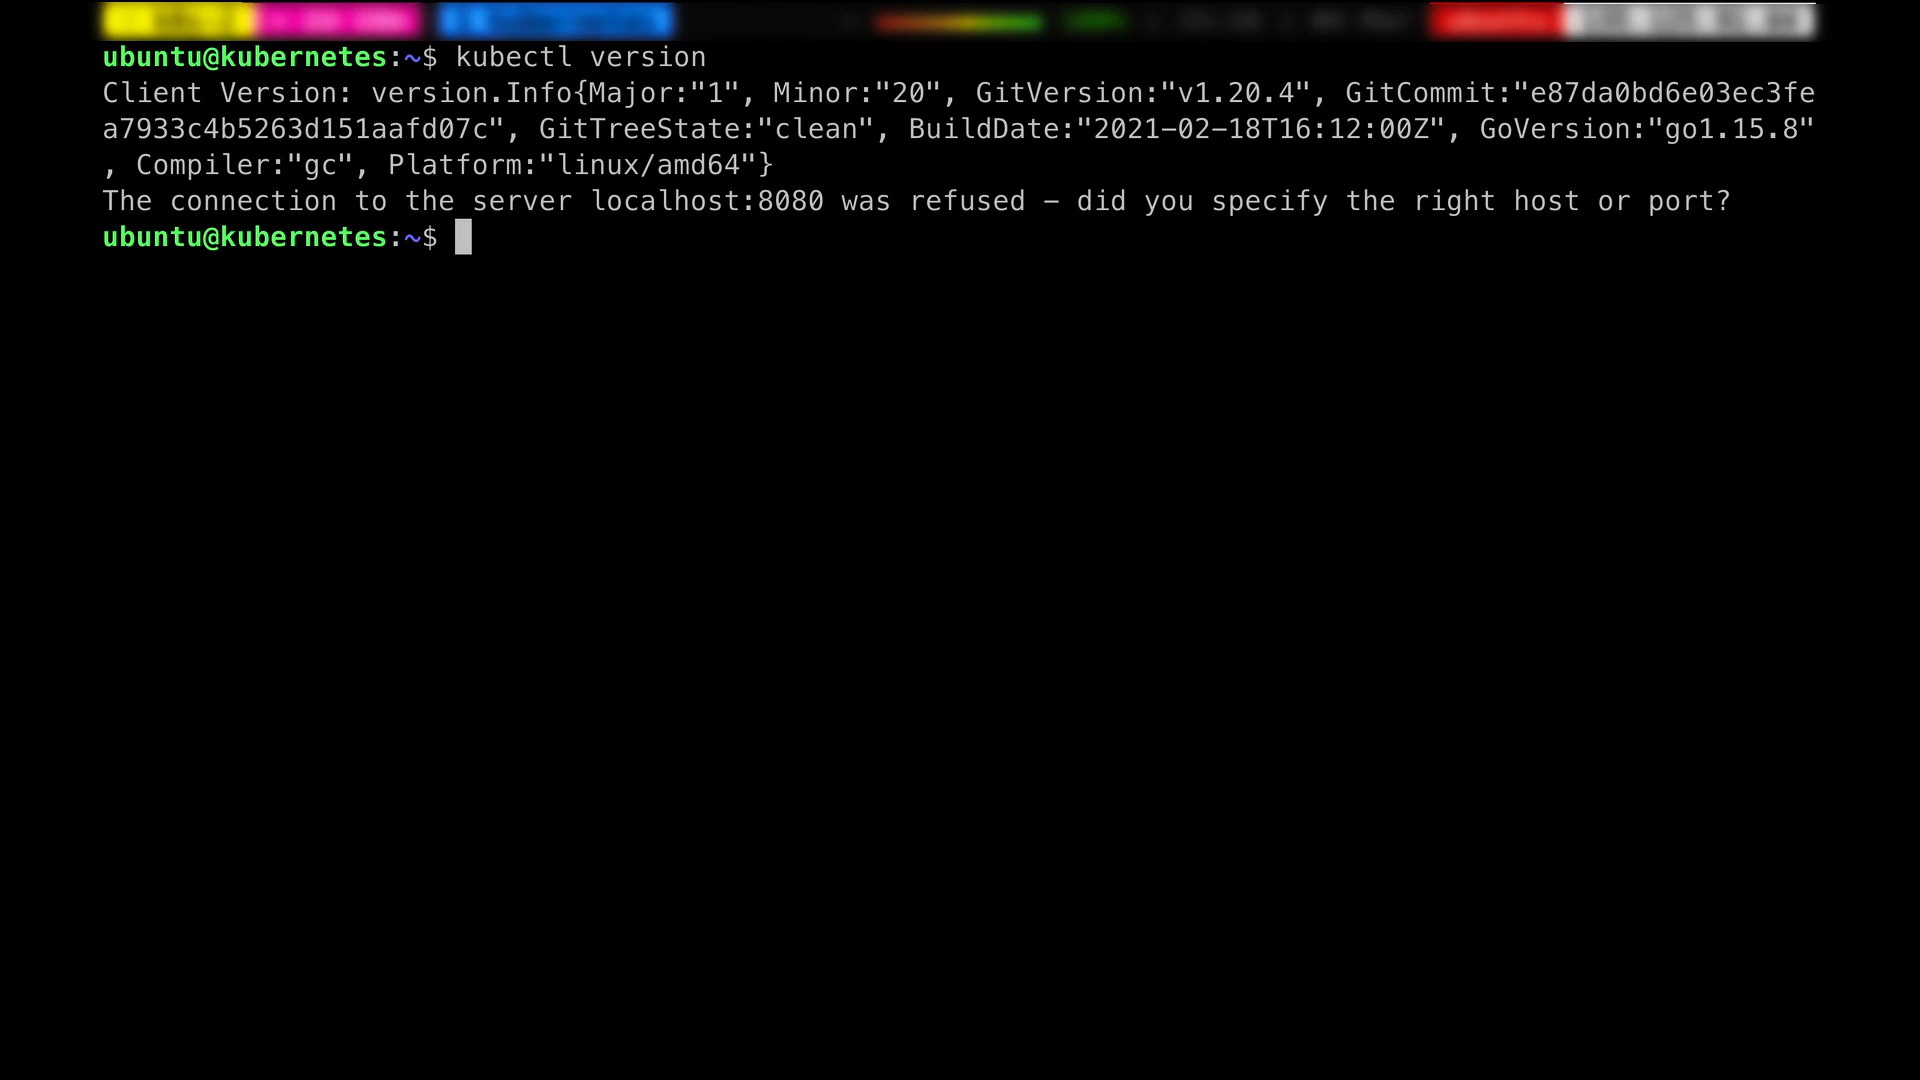 ubuntu@kubernetes:~$ kubectl version
Client Version: version.Info{Major:"1", Minor:"20", GitVersion:"v1.20.4", GitCommit:"e87da0bd6e03ec3fe
a7933c4b5263d151aafd07c", GitTreeState:"clean", BuildDate:"2021-02-18T16:12:00Z", GoVersion:"go1.15.8"
, Compiler:"gc", Platform:"linux/amd64"}
The connection to the server localhost:8080 was refused - did you specify the right host or port?
ubuntu@kubernetes:~$